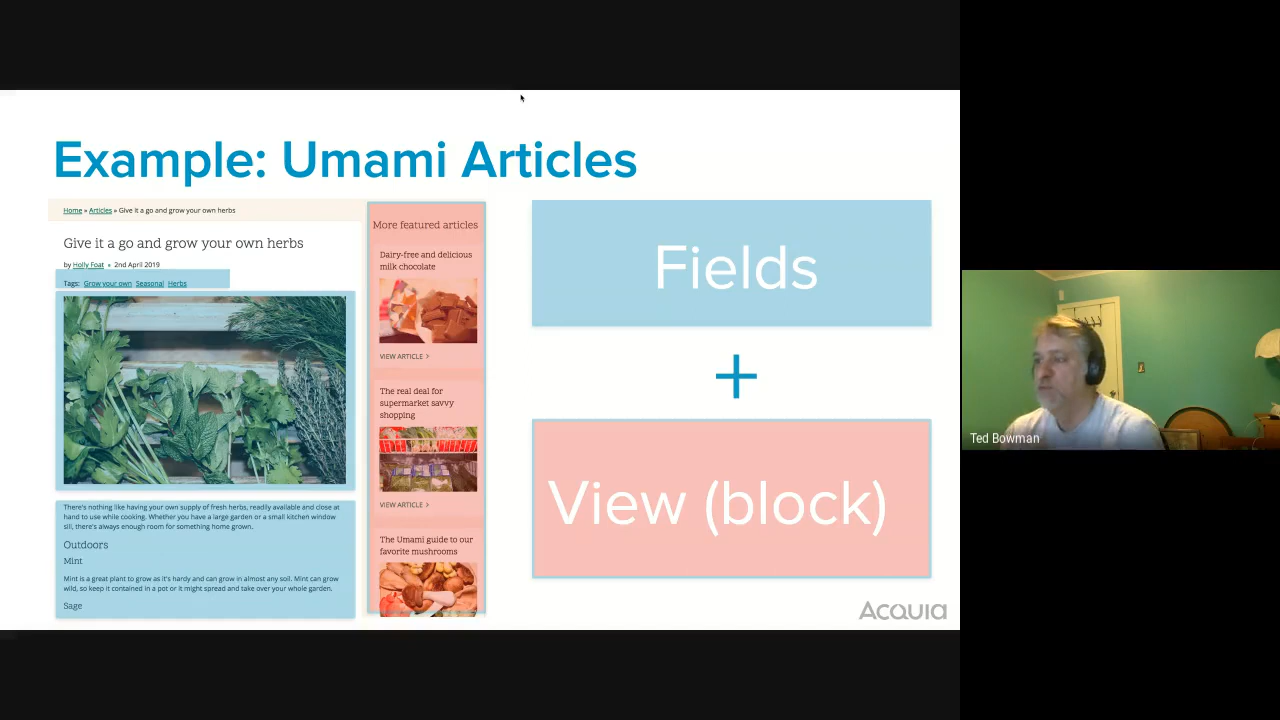 Example: Umami Articles
Home » Articles » Give it a go and grow your own herbs
Give it a go and grow your own herbs
by Holly Foat • 2nd April 2019
Tags: Grow your own Seasonal Herbs
There's nothing like having your own supply of fresh herbs, readily available and close at
hand to use while cooking. Whether you have a large garden or a small kitchen window
sill, there's always enough room for something home grown.
Outdoors
Mint
Mint is a great plant to grow as it's hardy and can grow in almost any soil. Mint can grow
wild, so keep it contained in a pot or it might spread and take over your whole garden.
Sage
More featured articles
Dairy-free and delicious
milk chocolate
VIEW ARTICLE >
The real deal for
supermarket savvy
shopping
VIEW ARTICLE >
The Umami guide to our
favorite mushrooms
Fields
+
View (block)
Acquia
Ted Bowman